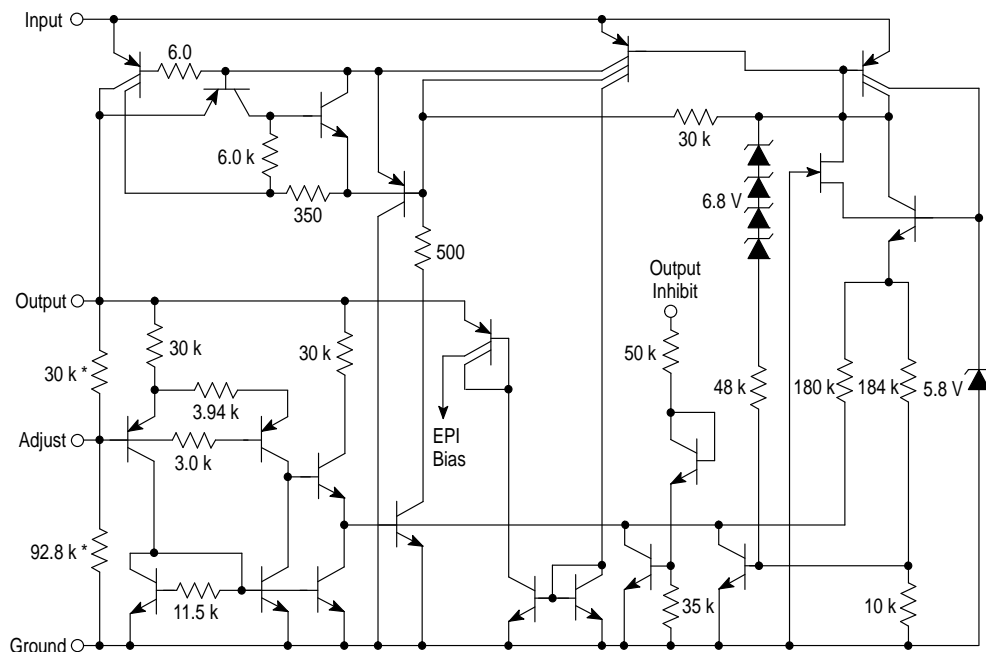 Input
6.0
30 k
6.0 k
6.8 V
350
500
Output
Inhibit
Output
30 k
30 k
50 k
30 k *
48 k
180 k
184 k
5.8 V
3.94 k
Adjust
EPI
Bias
3.0 k
92.8 k *
11.5 k
35 k
10 k
Ground